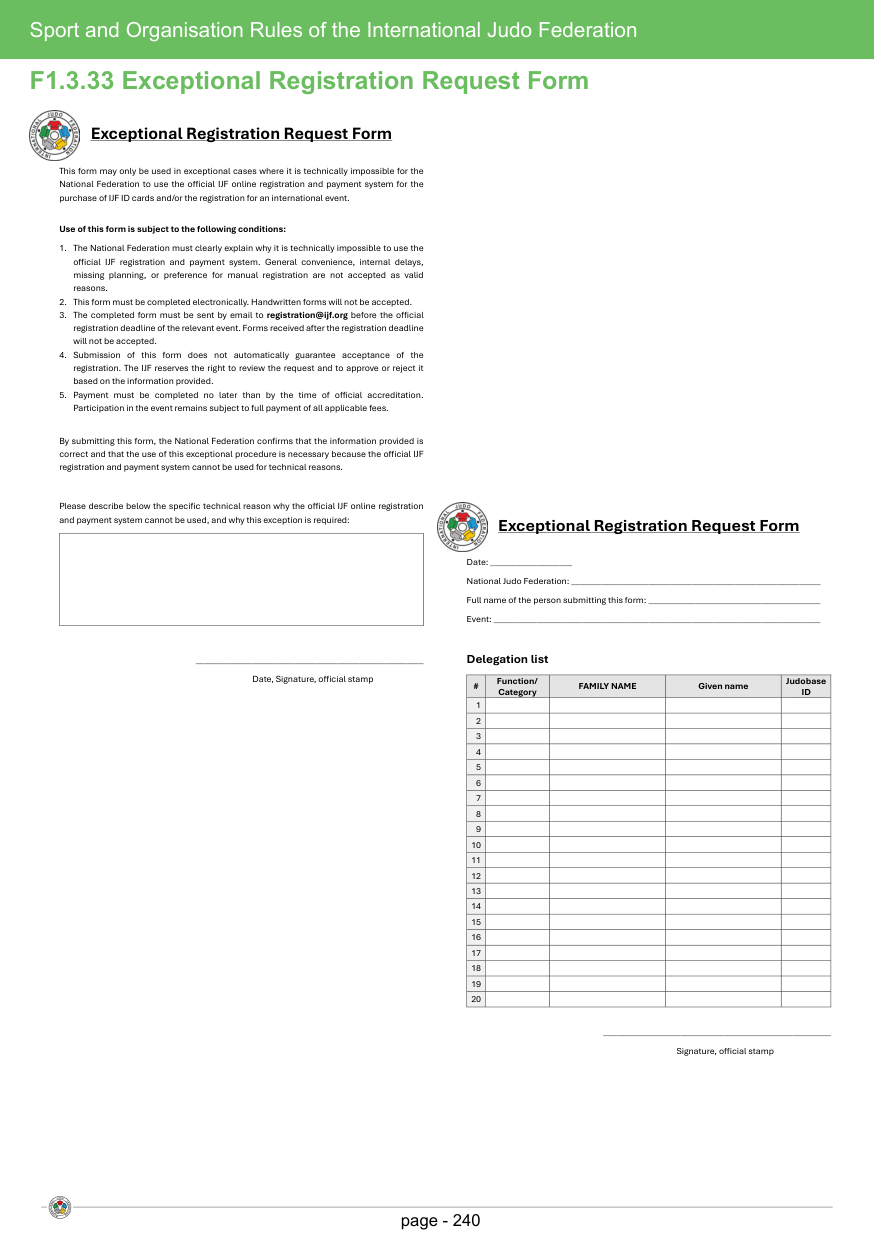 Sport and Organisation Rules of the International Judo Federation
F1.3.33 Exceptional Registration Request Form
Exceptional Registration Request Form
This form may only be used in exceptional cases where it is technically impossible for the
National Federation to use the official IJF online registration and payment system for the
purchase of IJF ID cards and/or the registration for an international event.
Use of this form is subject to the following conditions:
1. The National Federation must clearly explain why it is technically impossible to use the
official IJF registration and payment system. General convenience, internal delays,
missing planning, or preference for manual registration are not accepted as valid
reasons.
2. This form must be completed electronically. Handwritten forms will not be accepted.
3. The completed form must be sent by email to registration@ijf.org before the official
registration deadline of the relevant event. Forms received after the registration deadline
will not be accepted.
4. Submission of this form does not automatically guarantee acceptance of the
registration. The IJF reserves the right to review the request and to approve or reject it
based on the information provided.
5. Payment must be completed no later than by the time of official accreditation.
Participation in the event remains subject to full payment of all applicable fees.
By submitting this form, the National Federation confirms that the information provided is
correct and that the use of this exceptional procedure is necessary because the official IJF
registration and payment system cannot be used for technical reasons.
Please describe below the specific technical reason why the official IJF online registration
and payment system cannot be used, and why this exception is required:
Date, Signature, official stamp
INTERNATIONAL JUDO FEDERATION
Exceptional Registration Request Form
Date:
National Judo Federation:
Full name of the person submitting this form:
Event:
Delegation list
# Function/ Category FAMILY NAME Given name Judobase ID
1
2
3
4
5
6
7
8
9
10
11
12
13
14
15
16
17
18
19
20
Signature, official stamp
page - 240